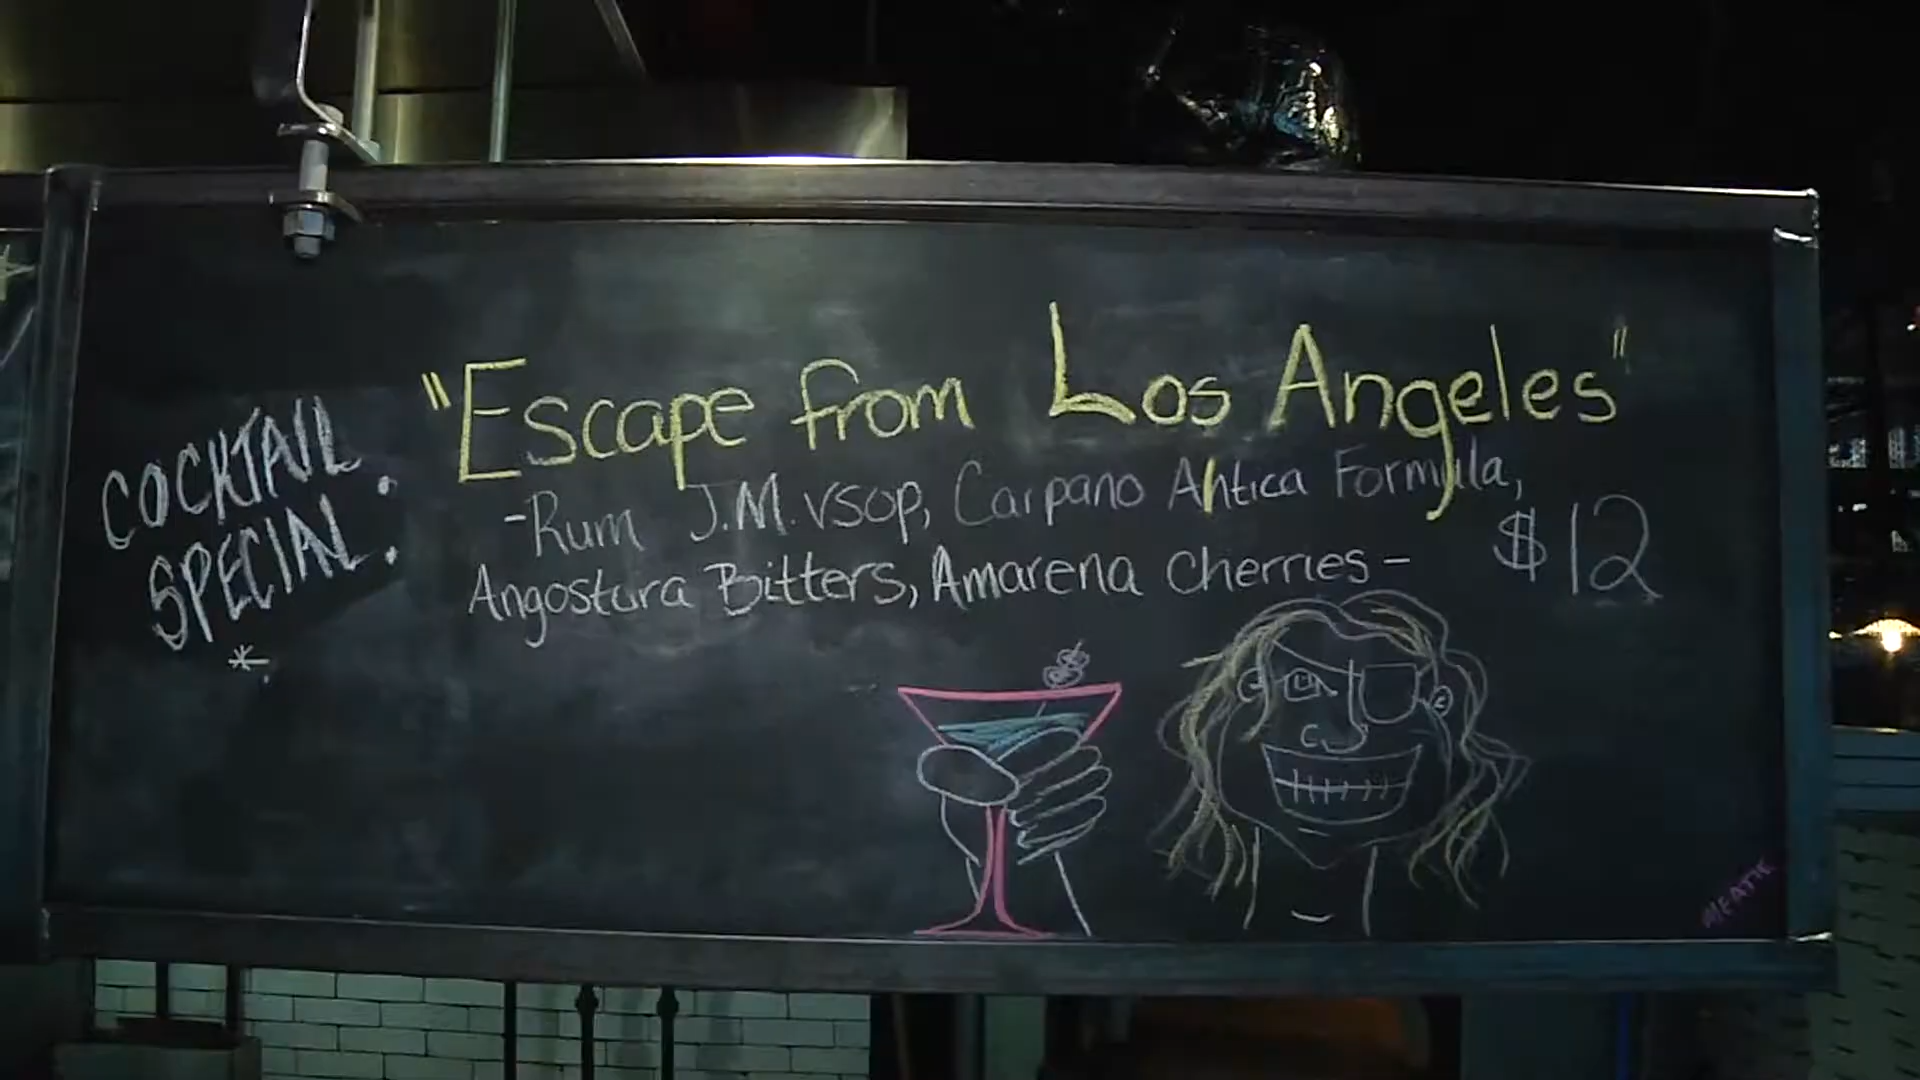 COCKTAIL
SPECIAL
"Escape from Los Angeles"
-Rum J.M. VSOP, Carpano Antica Formula,
Angostura Bitters, Amarena Cherries-
$12